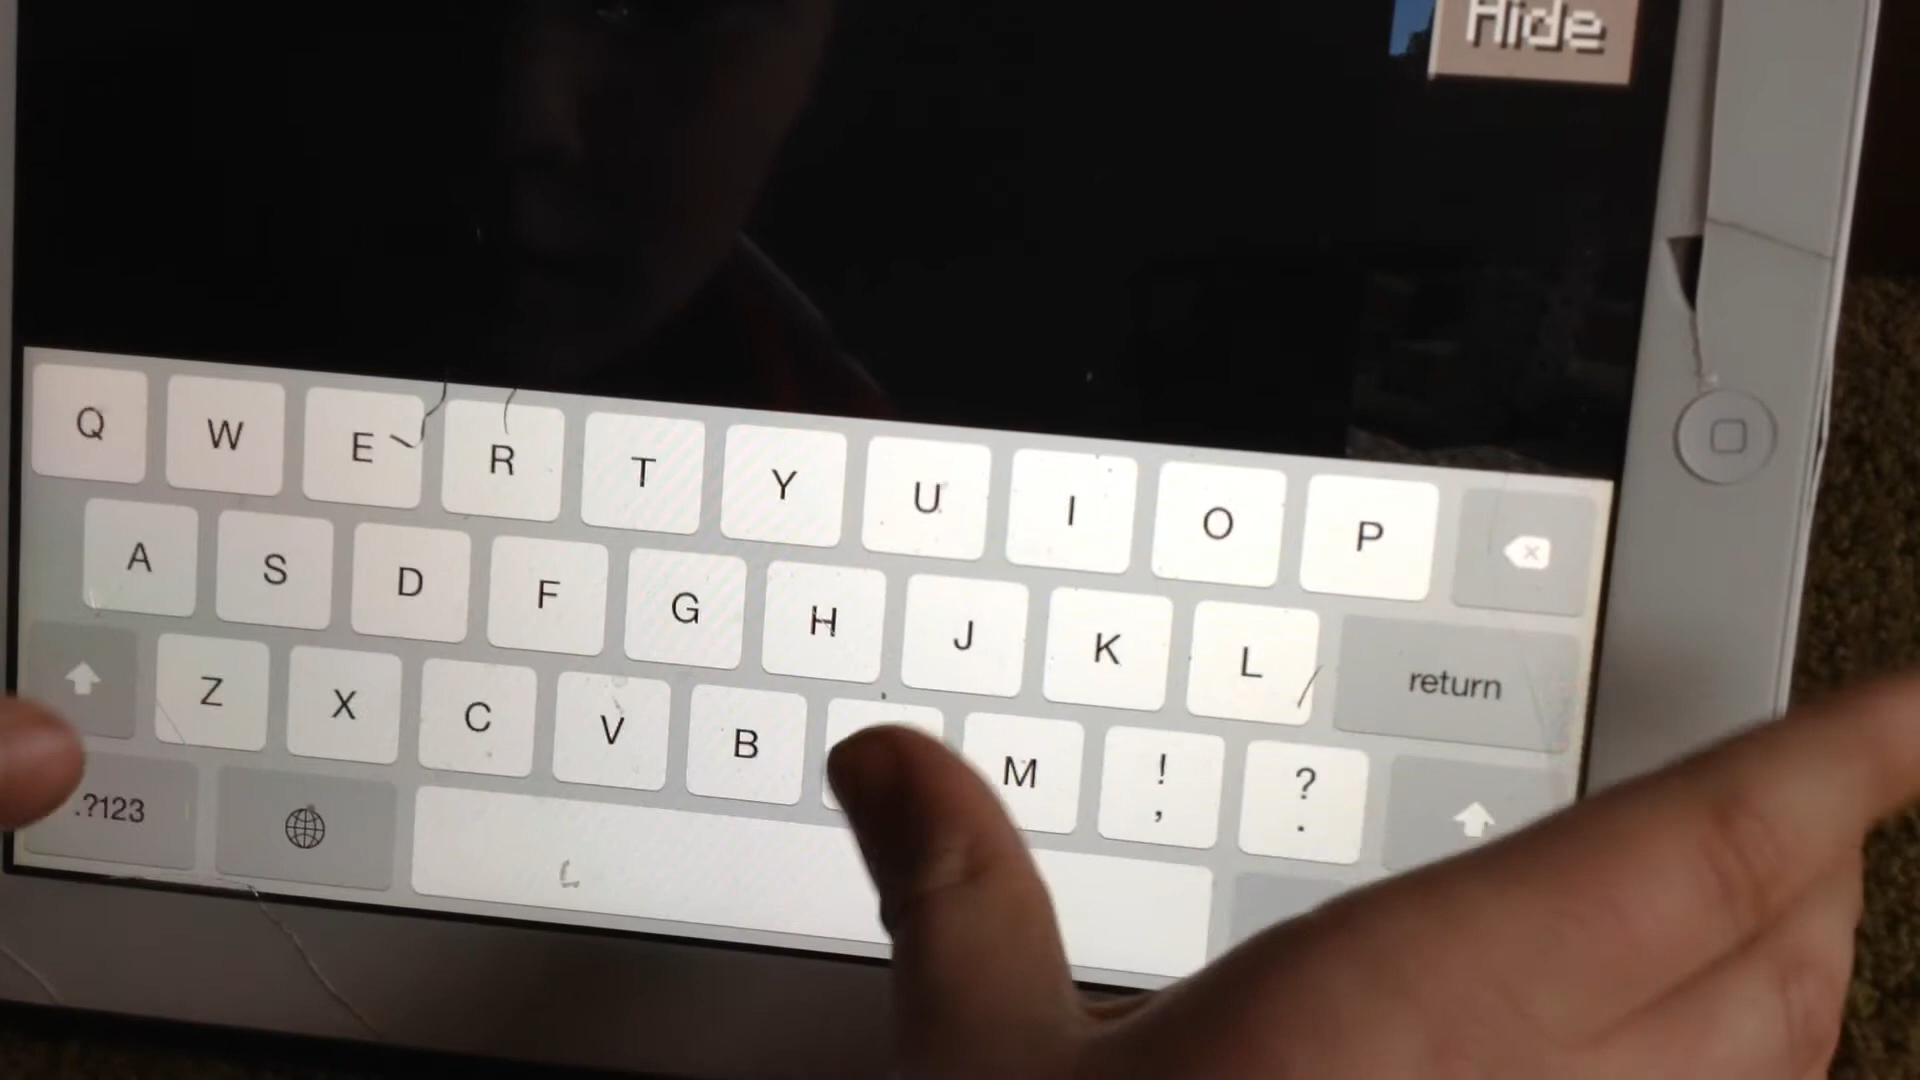 Hide
Q W E R T Y U I O P
A S D F G H J K L return
Z X C V B M ! , ? .
.?123